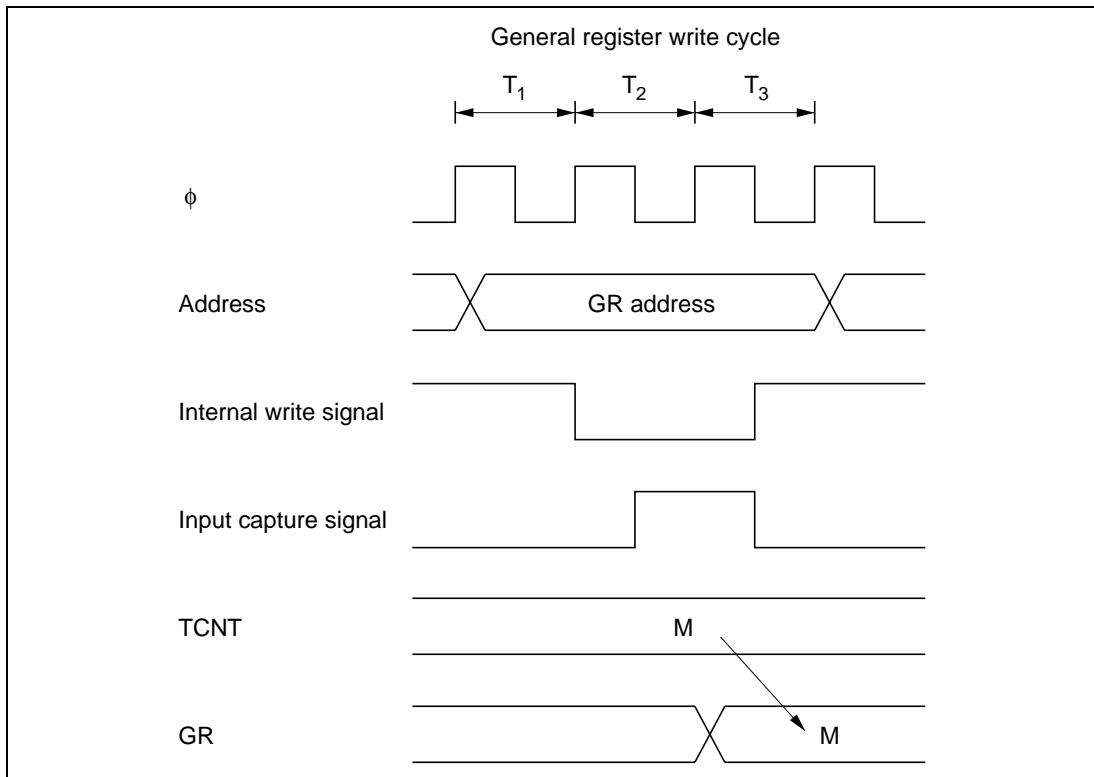 General register write cycle
T1 T2 T3
ϕ
Address GR address
Internal write signal
Input capture signal
TCNT M
GR M